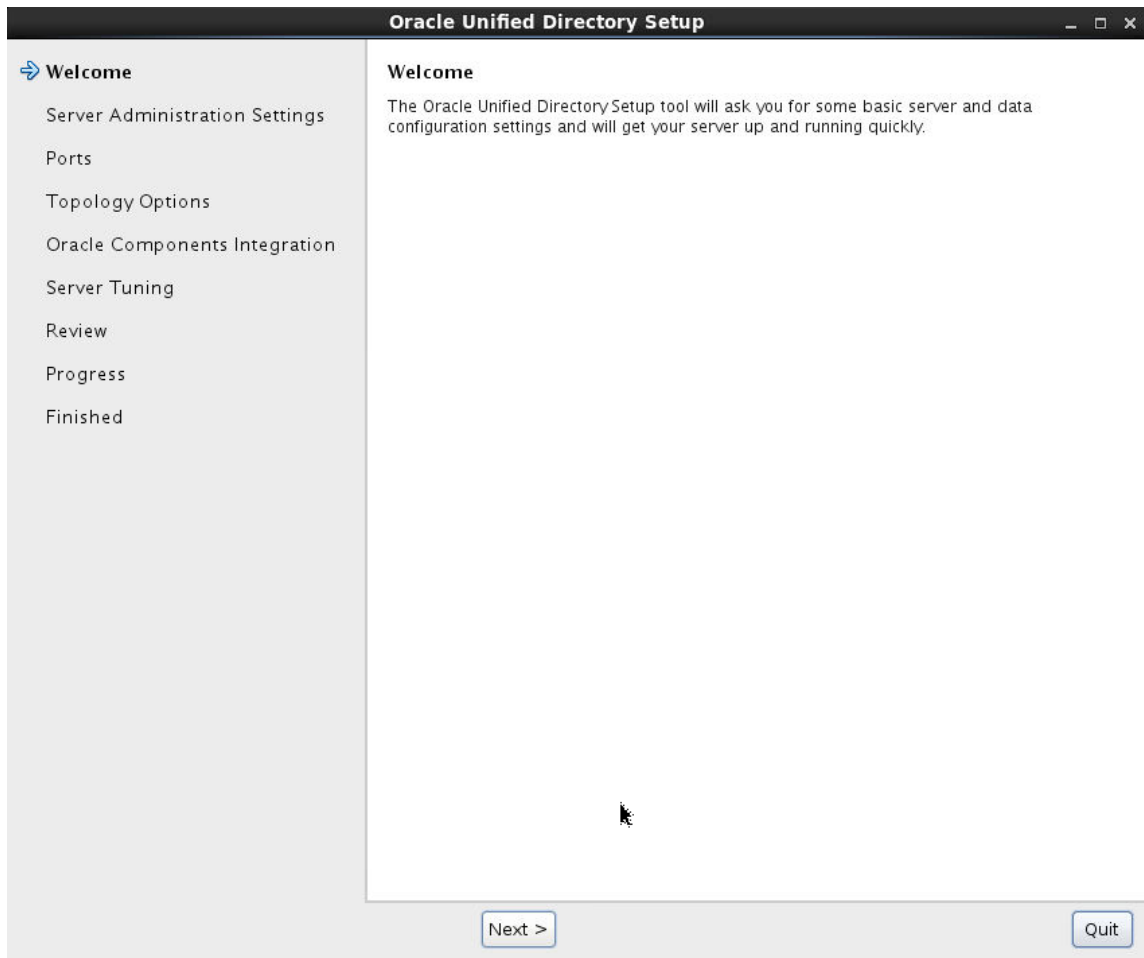 Oracle Unified Directory Setup
Welcome
Server Administration Settings
Ports
Topology Options
Oracle Components Integration
Server Tuning
Review
Progress
Finished
Welcome
The Oracle Unified Directory Setup tool will ask you for some basic server and data
configuration settings and will get your server up and running quickly.
Next >
Quit